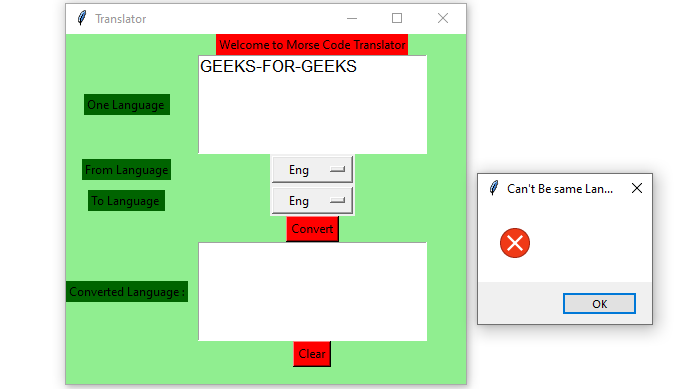 Translator
Welcome to Morse Code Translator
GEEKS-FOR-GEEKS
One Language
From Language
Eng
To Language
Eng
Convert
Converted Language :
Clear
Can't Be same Lan...
OK